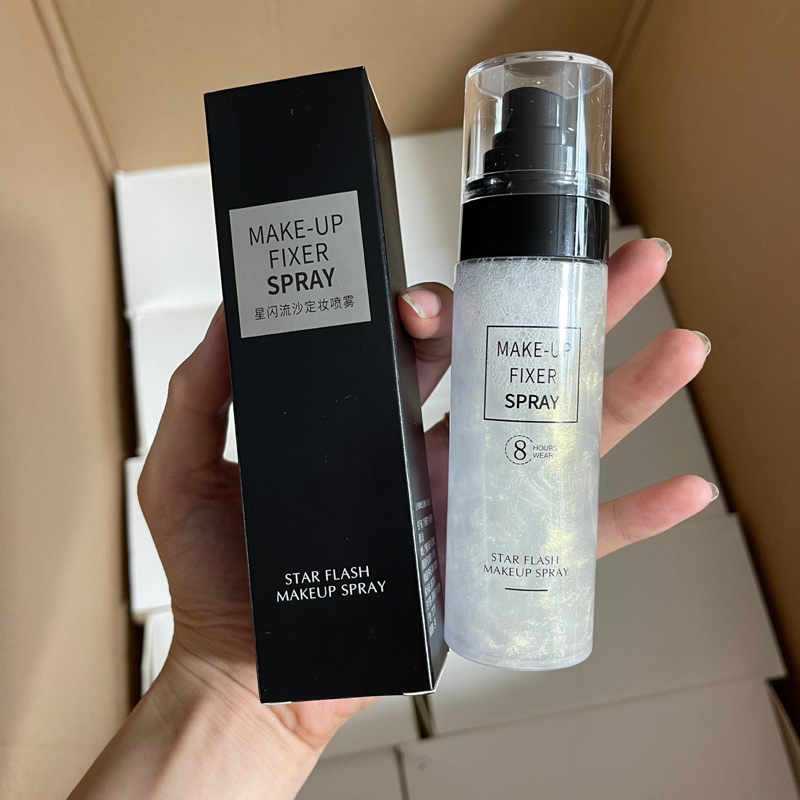 MAKE-UP
FIXER
SPRAY
星闪流沙定妆喷雾
STAR FLASH
MAKEUP SPRAY
MAKE-UP
FIXER
SPRAY
8 HOURS
WEAR
STAR FLASH
MAKEUP SPRAY